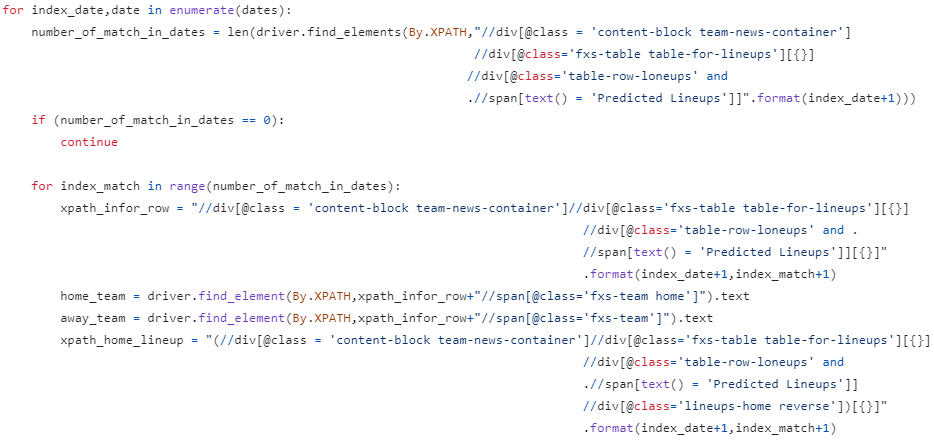 for index_date,date in enumerate(dates):
    number_of_match_in_dates = len(driver.find_elements(By.XPATH,"//div[@class = 'content-block team-news-container']
                                                              //div[@class='fxs-table table-for-lineups'][{}]
                                                             //div[@class='table-row-loneups' and
                                                             .//span[text() = 'Predicted Lineups']]".format(index_date+1)))
    if (number_of_match_in_dates == 0):
        continue

    for index_match in range(number_of_match_in_dates):
        xpath_infor_row = "//div[@class = 'content-block team-news-container']//div[@class='fxs-table table-for-lineups'][{}]
                                                                                //div[@class='table-row-loneups' and .
                                                                                //span[text() = 'Predicted Lineups']][{}]"
                                                                                .format(index_date+1,index_match+1)
        home_team = driver.find_element(By.XPATH,xpath_infor_row+"//span[@class='fxs-team home']").text
        away_team = driver.find_element(By.XPATH,xpath_infor_row+"//span[@class='fxs-team']").text
        xpath_home_lineup = "(//div[@class = 'content-block team-news-container']//div[@class='fxs-table table-for-lineups'][{}]
                                                                                //div[@class='table-row-loneups' and
                                                                                .//span[text() = 'Predicted Lineups']]
                                                                                //div[@class='lineups-home reverse'])[{}]"
                                                                                .format(index_date+1,index_match+1)